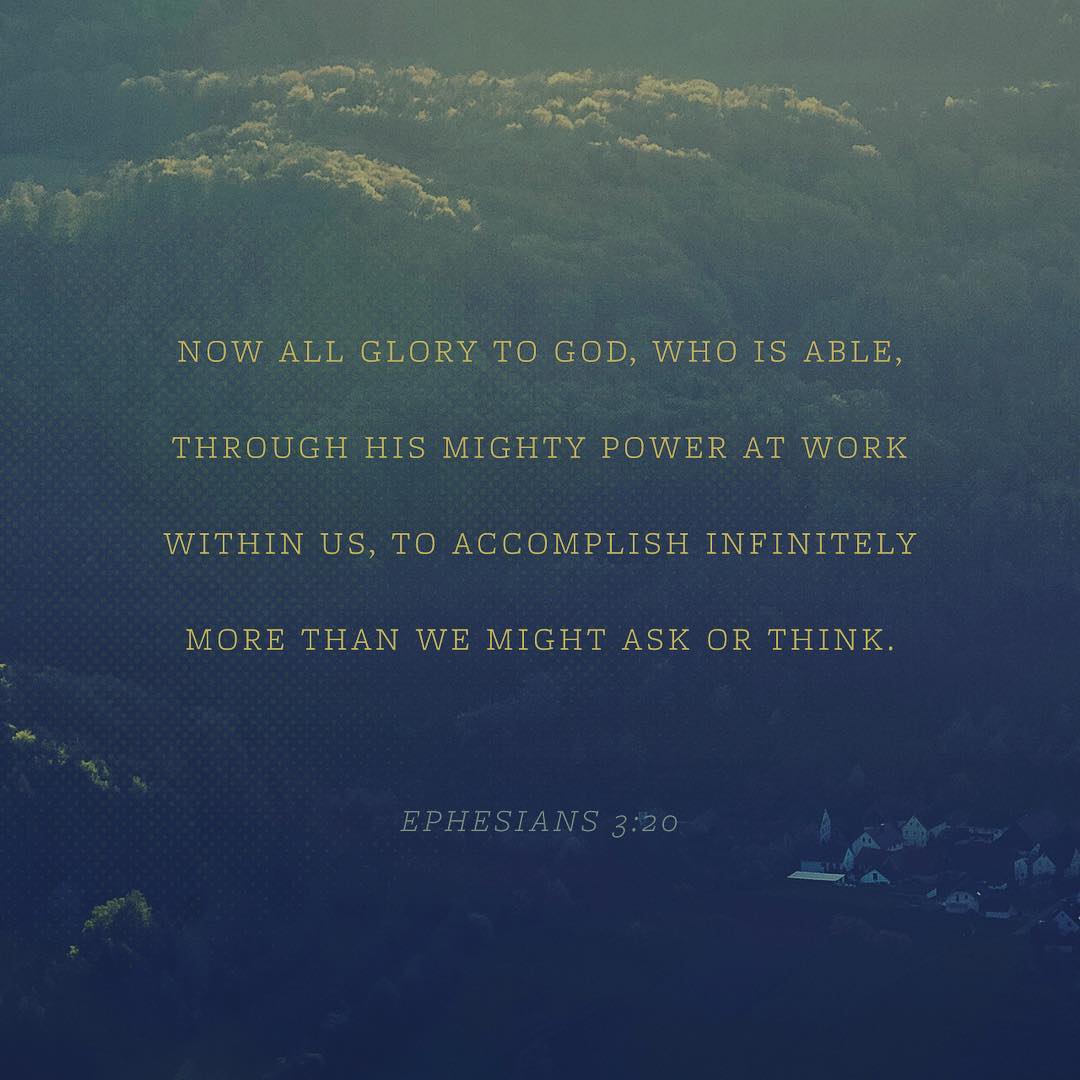 NOW ALL GLORY TO GOD, WHO IS ABLE,
THROUGH HIS MIGHTY POWER AT WORK
WITHIN US, TO ACCOMPLISH INFINITELY
MORE THAN WE MIGHT ASK OR THINK.
EPHESIANS 3:20